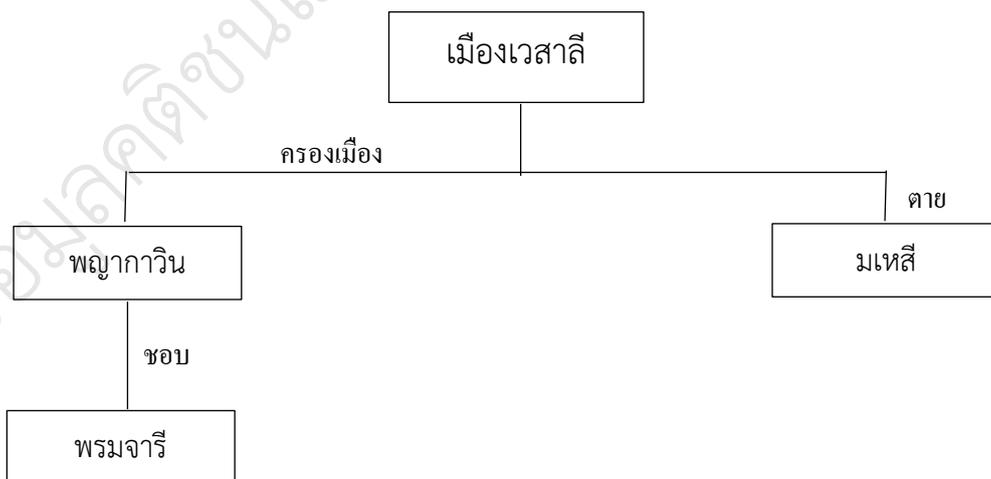 เมืองเวสาลี
ครองเมือง
ตาย
พญากาวิน
มเหสี
ชอบ
พรมจารี